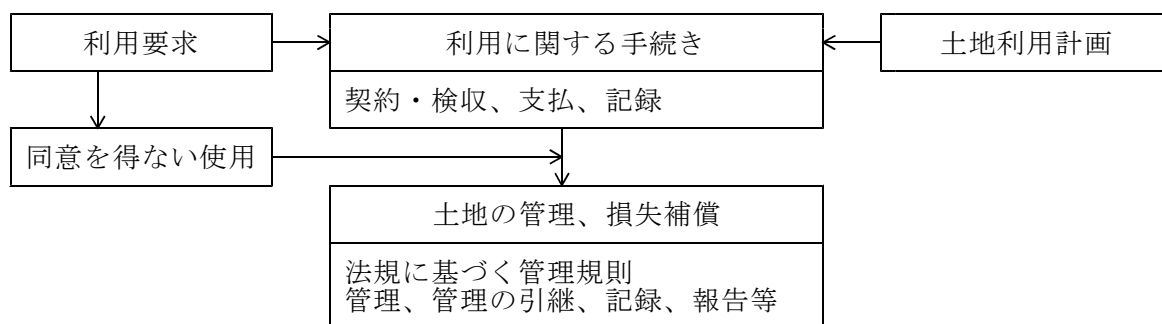 利用要求
利用に関する手続き
土地利用計画
契約・検収、支払、記録
同意を得ない使用
土地の管理、損失補償
法規に基づく管理規則
管理、管理の引継、記録、報告等